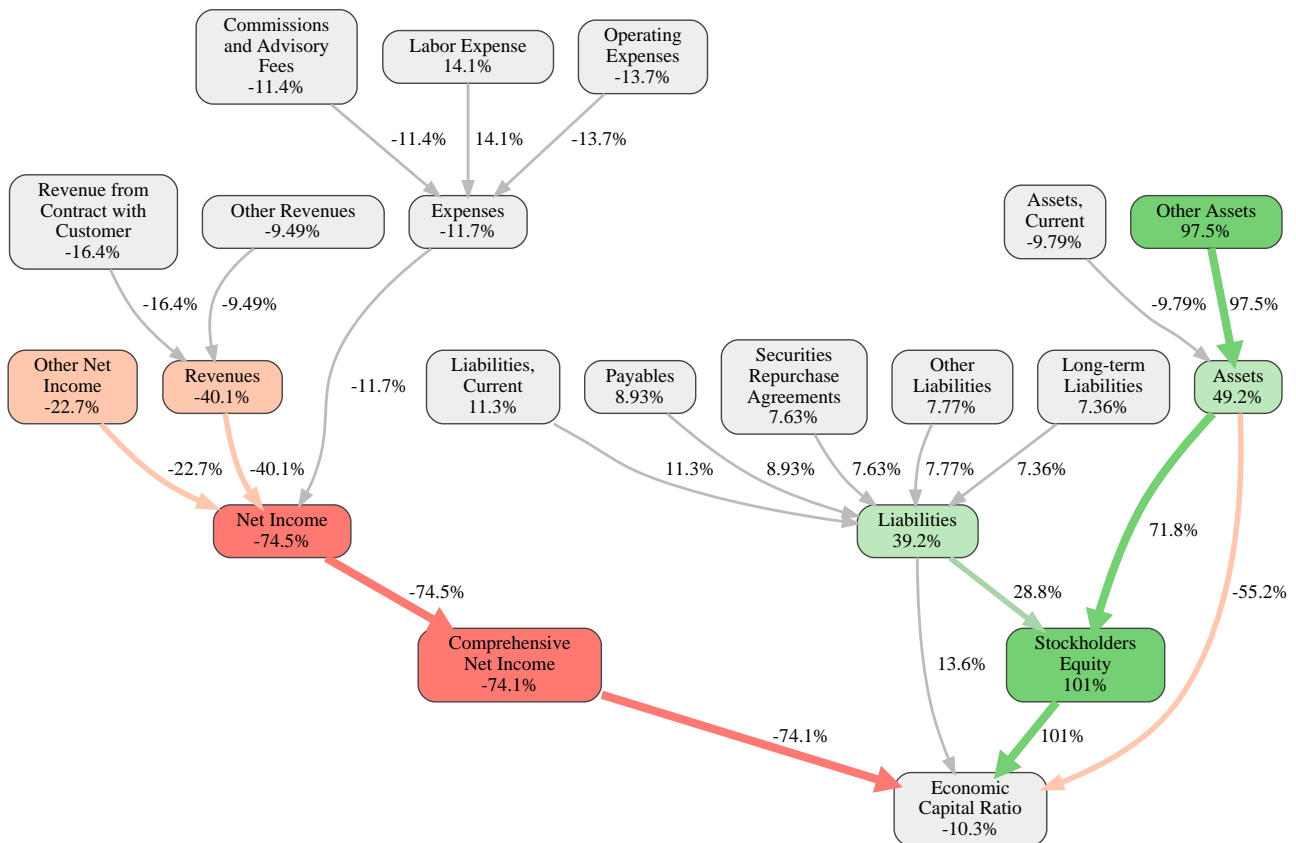 Commissions
and Advisory
Fees
-11.4%
Labor Expense
14.1%
Operating
Expenses
-13.7%
-11.4%
14.1%
-13.7%
Revenue from
Contract with
Customer
-16.4%
Other Revenues
-9.49%
Expenses
-11.7%
Assets,
Current
-9.79%
Other Assets
97.5%
-16.4%
-9.49%
-9.79%
97.5%
Other Net
Income
-22.7%
Revenues
-40.1%
-11.7%
Liabilities,
Current
11.3%
Payables
8.93%
Securities
Repurchase
Agreements
7.63%
Other
Liabilities
7.77%
Long-term
Liabilities
7.36%
Assets
49.2%
-22.7%
-40.1%
11.3%
8.93%
7.63%
7.77%
7.36%
Net Income
-74.5%
Liabilities
39.2%
71.8%
-74.5%
28.8%
-55.2%
Comprehensive
Net Income
-74.1%
13.6%
Stockholders
Equity
101%
-74.1%
101%
Economic
Capital Ratio
-10.3%